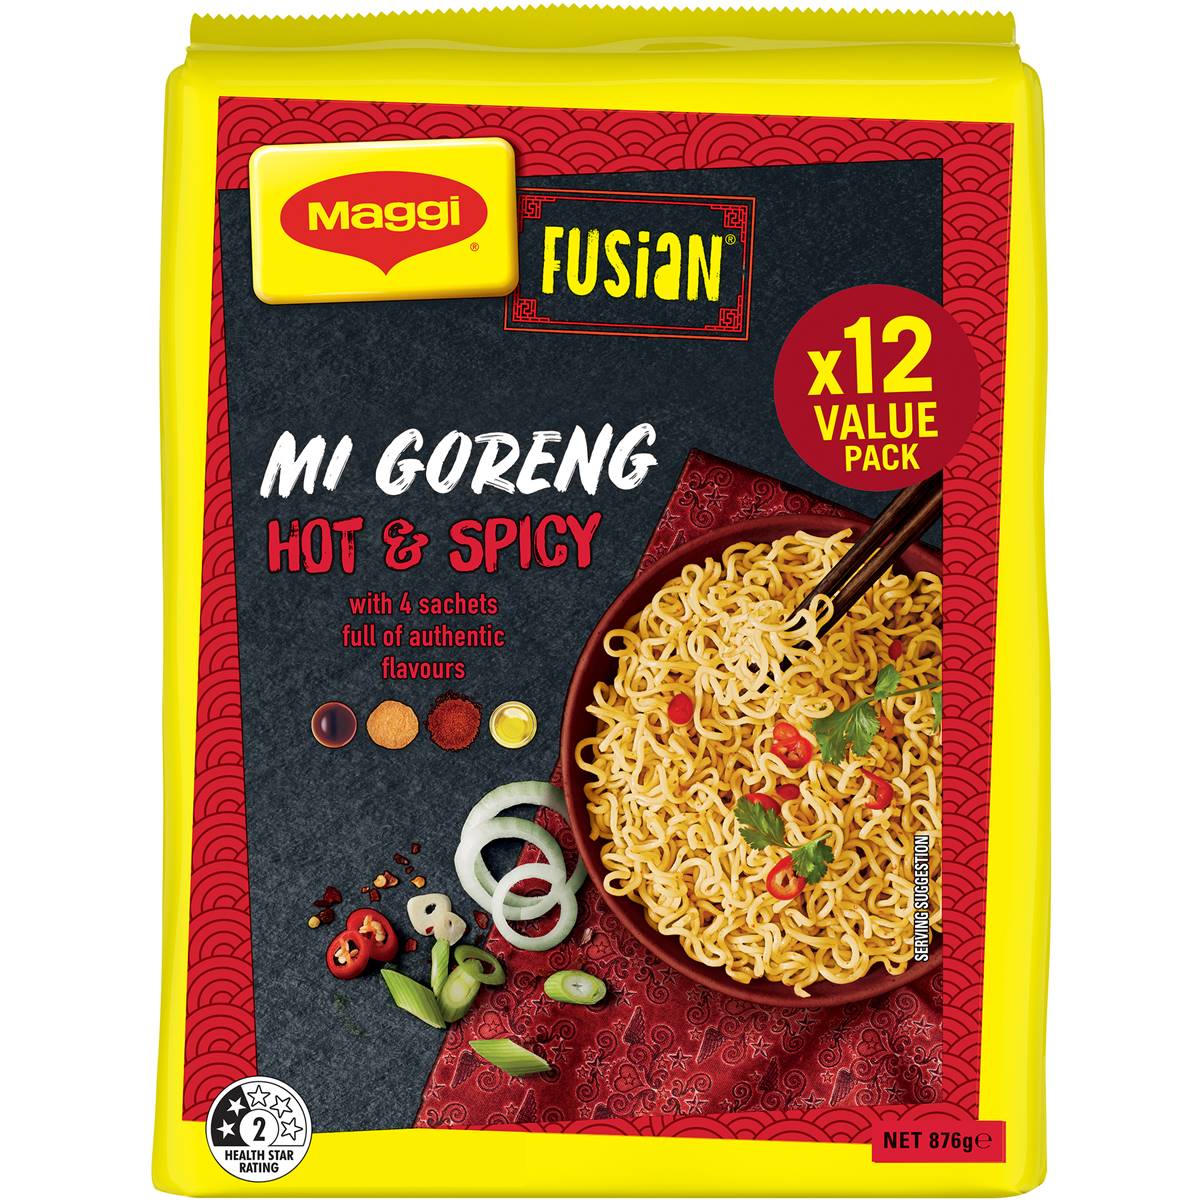 Maggi®
FUSiaN®
x12
VALUE
PACK
MI GORENG
HOT & SPICY
with 4 sachets
full of authentic
flavours
SERVING SUGGESTION
2
HEALTH STAR
RATING
NET 876g℮